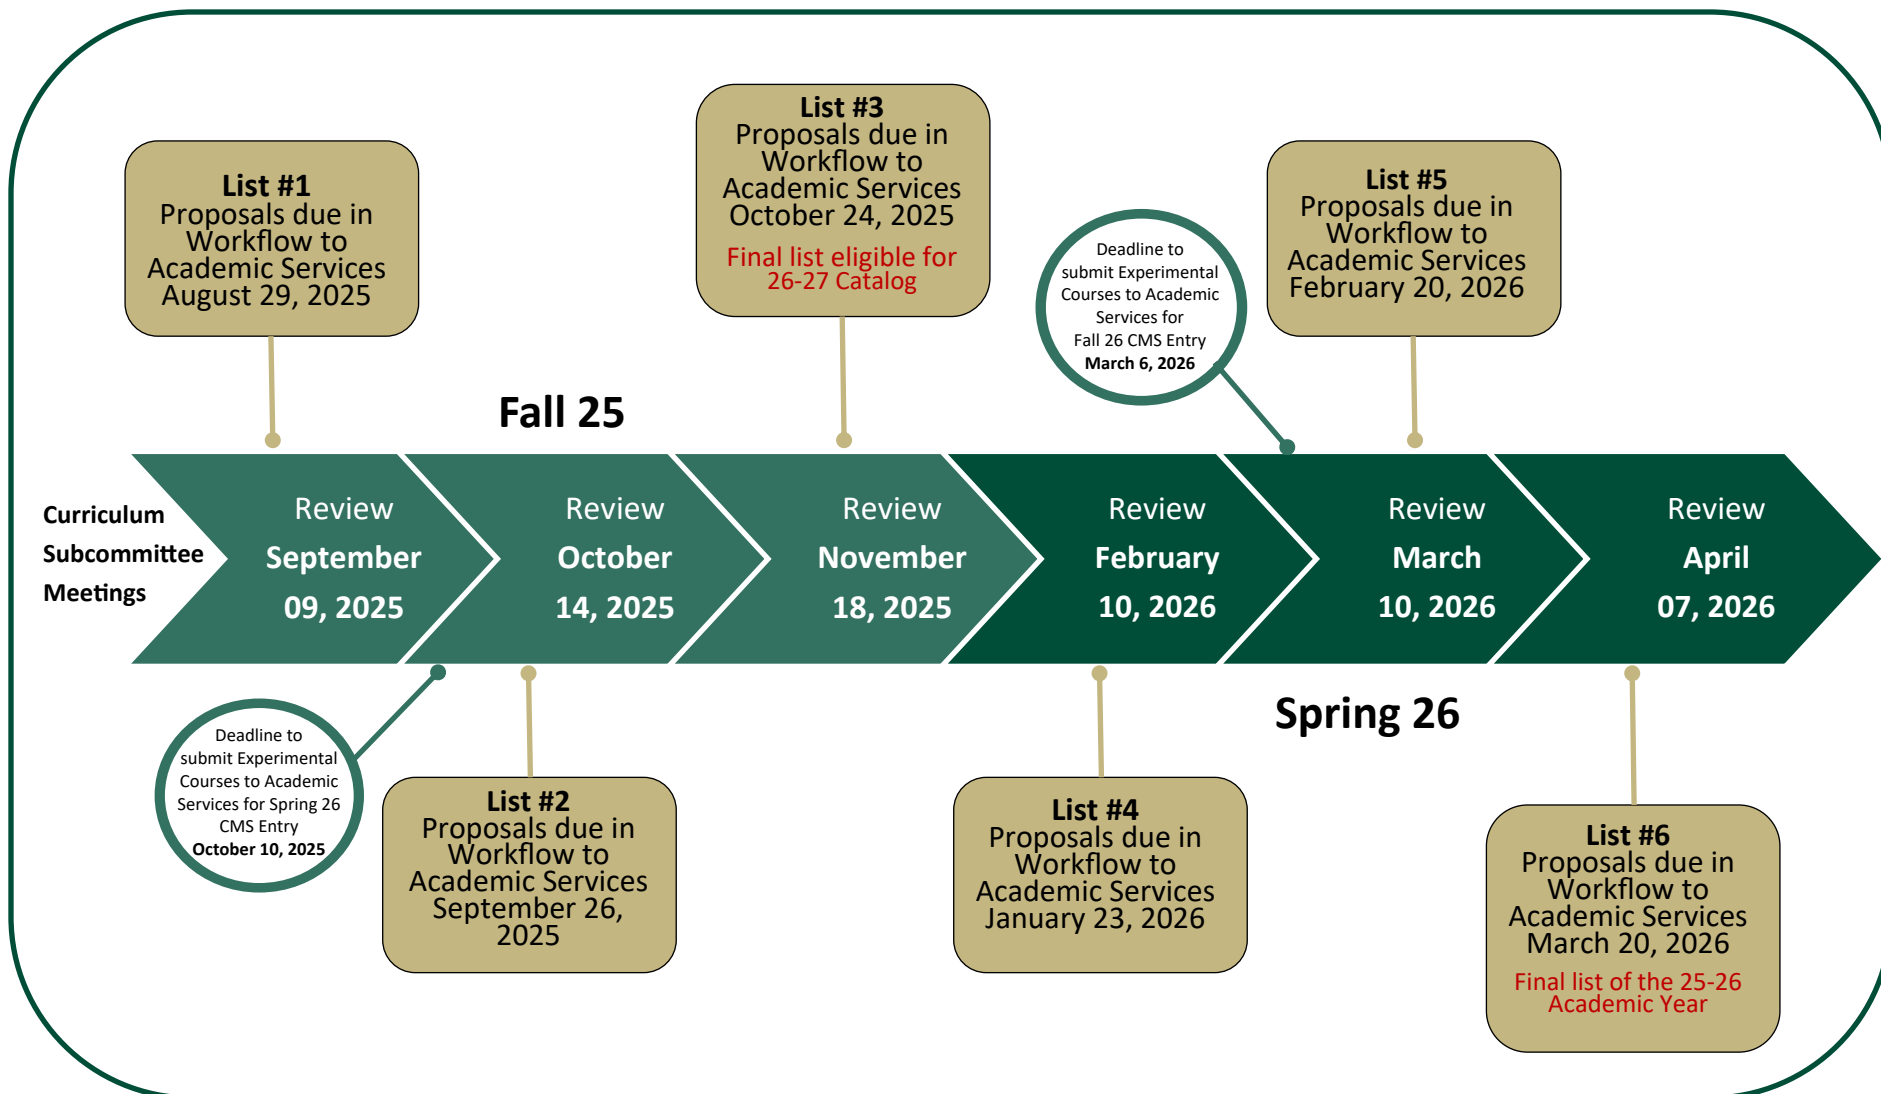 List #1
Proposals due in
Workflow to
Academic Services
August 29, 2025
List #3
Proposals due in
Workflow to
Academic Services
October 24, 2025
Final list eligible for
26-27 Catalog
Deadline to
submit Experimental
Courses to Academic
Services for
Fall 26 CMS Entry
March 6, 2026
List #5
Proposals due in
Workflow to
Academic Services
February 20, 2026
Fall 25
Curriculum
Subcommittee
Meetings
Review
September
09, 2025
Review
October
14, 2025
Review
November
18, 2025
Review
February
10, 2026
Review
March
10, 2026
Review
April
07, 2026
Spring 26
Deadline to
submit Experimental
Courses to Academic
Services for Spring 26
CMS Entry
October 10, 2025
List #2
Proposals due in
Workflow to
Academic Services
September 26,
2025
List #4
Proposals due in
Workflow to
Academic Services
January 23, 2026
List #6
Proposals due in
Workflow to
Academic Services
March 20, 2026
Final list of the 25-26
Academic Year